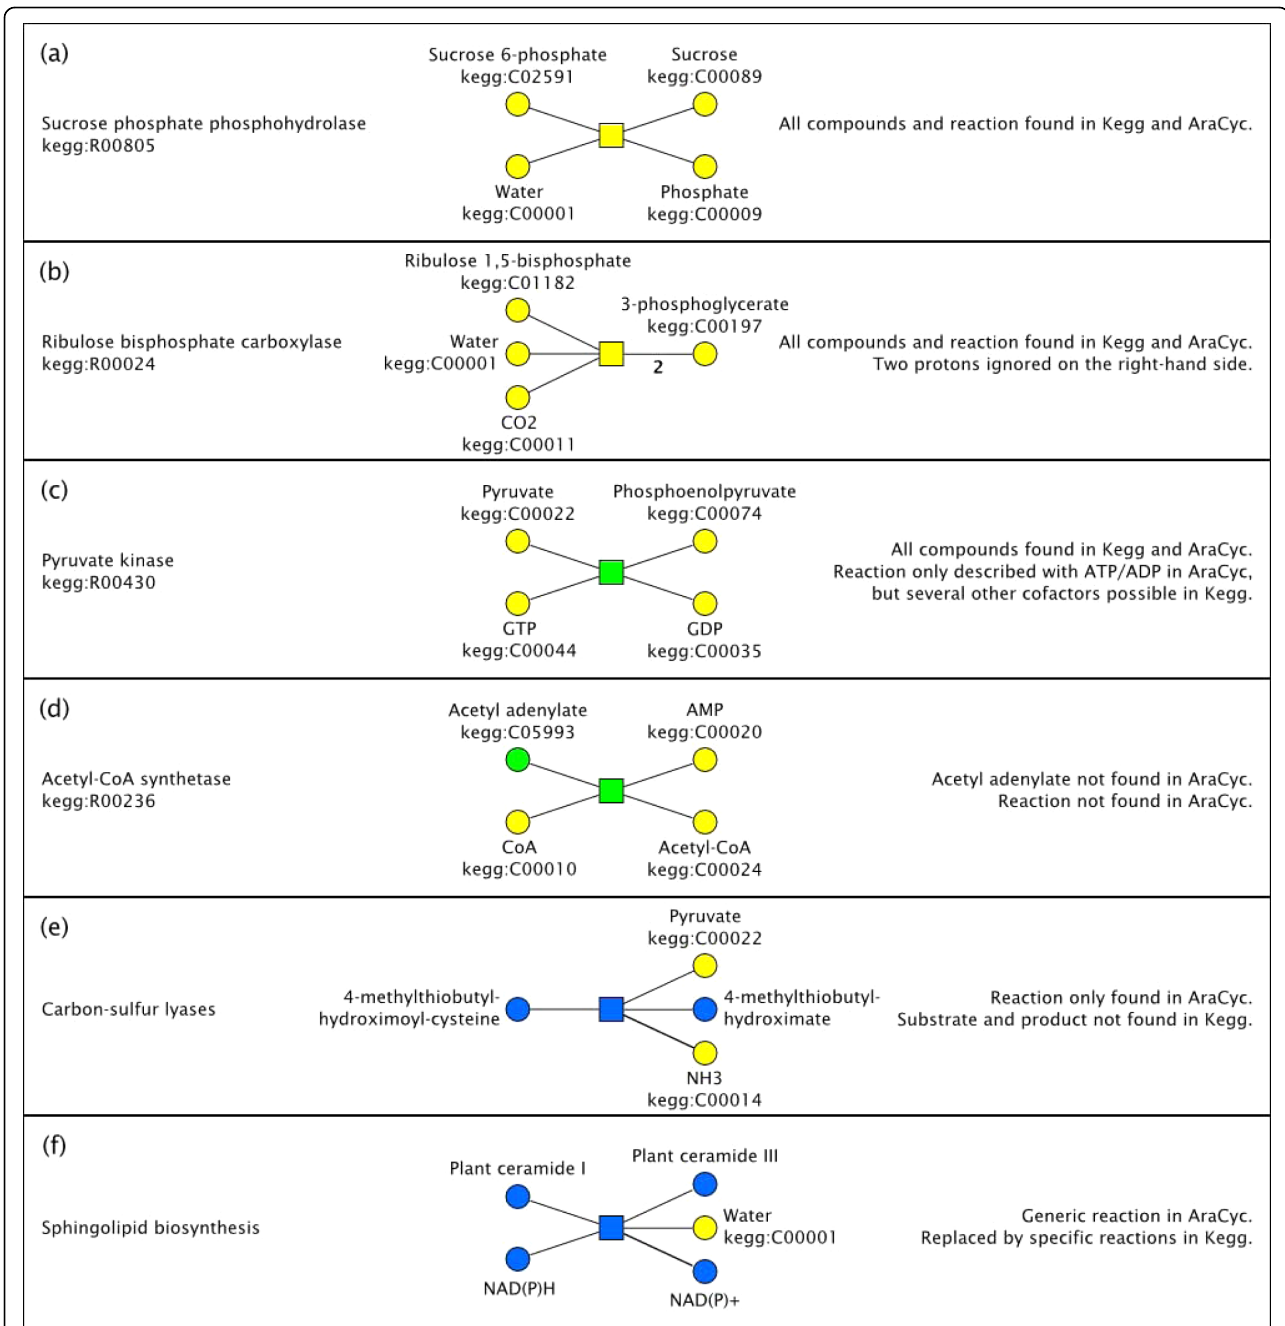 (a)
Sucrose phosphate phosphohydrolase
kegg:R00805
Sucrose 6-phosphate
kegg:C02591
Sucrose
kegg:C00089
Water
kegg:C00001
Phosphate
kegg:C00009
All compounds and reaction found in Kegg and AraCyc.
(b)
Ribulose bisphosphate carboxylase
kegg:R00024
Ribulose 1,5-bisphosphate
kegg:C01182
Water
kegg:C00001
CO2
kegg:C00011
3-phosphoglycerate
kegg:C00197
2
All compounds and reaction found in Kegg and AraCyc.
Two protons ignored on the right-hand side.
(c)
Pyruvate kinase
kegg:R00430
Pyruvate
kegg:C00022
Phosphoenolpyruvate
kegg:C00074
GTP
kegg:C00044
GDP
kegg:C00035
All compounds found in Kegg and AraCyc.
Reaction only described with ATP/ADP in AraCyc,
but several other cofactors possible in Kegg.
(d)
Acetyl-CoA synthetase
kegg:R00236
Acetyl adenylate
kegg:C05993
AMP
kegg:C00020
CoA
kegg:C00010
Acetyl-CoA
kegg:C00024
Acetyl adenylate not found in AraCyc.
Reaction not found in AraCyc.
(e)
Carbon-sulfur lyases
4-methylthiobutyl-
hydroximoyl-cysteine
Pyruvate
kegg:C00022
4-methylthiobutyl-
hydroximate
NH3
kegg:C00014
Reaction only found in AraCyc.
Substrate and product not found in Kegg.
(f)
Sphingolipid biosynthesis
Plant ceramide I
NAD(P)H
Plant ceramide III
Water
kegg:C00001
NAD(P)+
Generic reaction in AraCyc.
Replaced by specific reactions in Kegg.